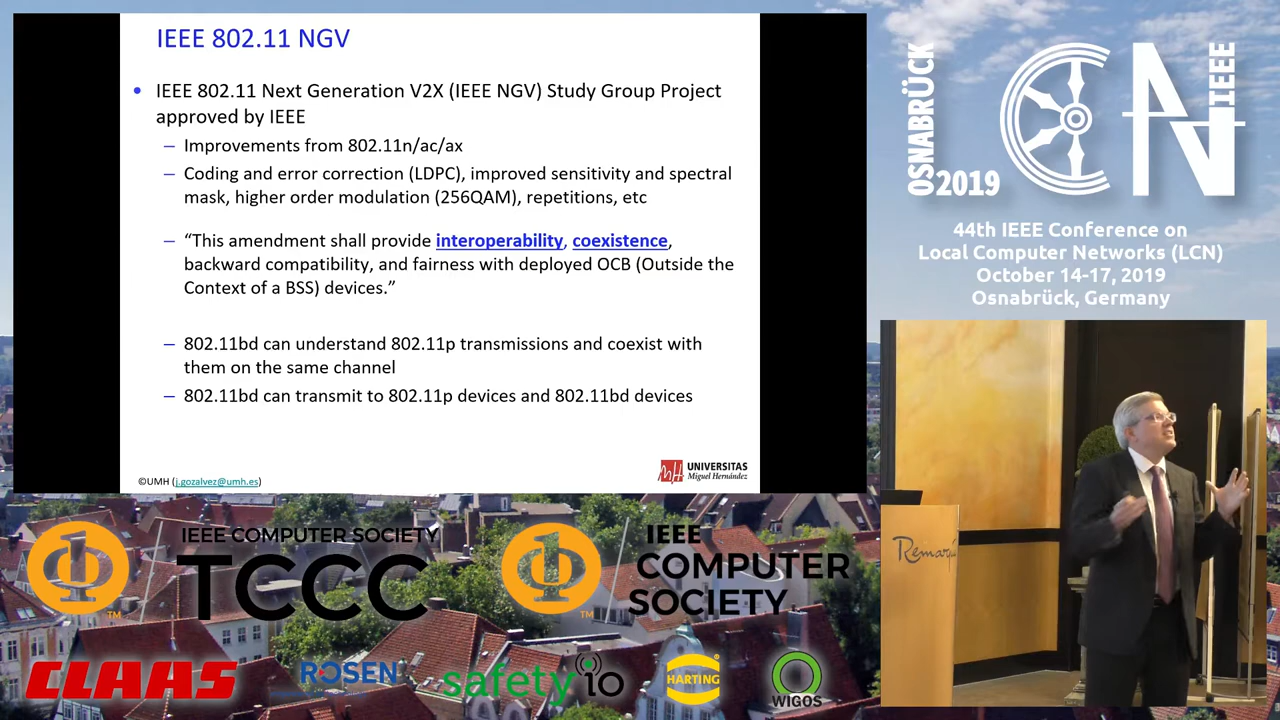 IEEE 802.11 NGV
• IEEE 802.11 Next Generation V2X (IEEE NGV) Study Group Project
approved by IEEE
– Improvements from 802.11n/ac/ax
– Coding and error correction (LDPC), improved sensitivity and spectral
mask, higher order modulation (256QAM), repetitions, etc
– “This amendment shall provide interoperability, coexistence,
backward compatibility, and fairness with deployed OCB (Outside the
Context of a BSS) devices.”
– 802.11bd can understand 802.11p transmissions and coexist with
them on the same channel
– 802.11bd can transmit to 802.11p devices and 802.11bd devices
©UMH (j.gozalvez@umh.es)
UNIVERSITAS
Miguel Hernández
OSNABRÜCK
2019
LCN
IEEE
44th IEEE Conference on
Local Computer Networks (LCN)
October 14-17, 2019
Osnabrück, Germany
IEEE COMPUTER SOCIETY
TCCC
TM
IEEE
COMPUTER
SOCIETY
TM
CLAAS
ROSEN
safetyio
HARTING
WIGOS